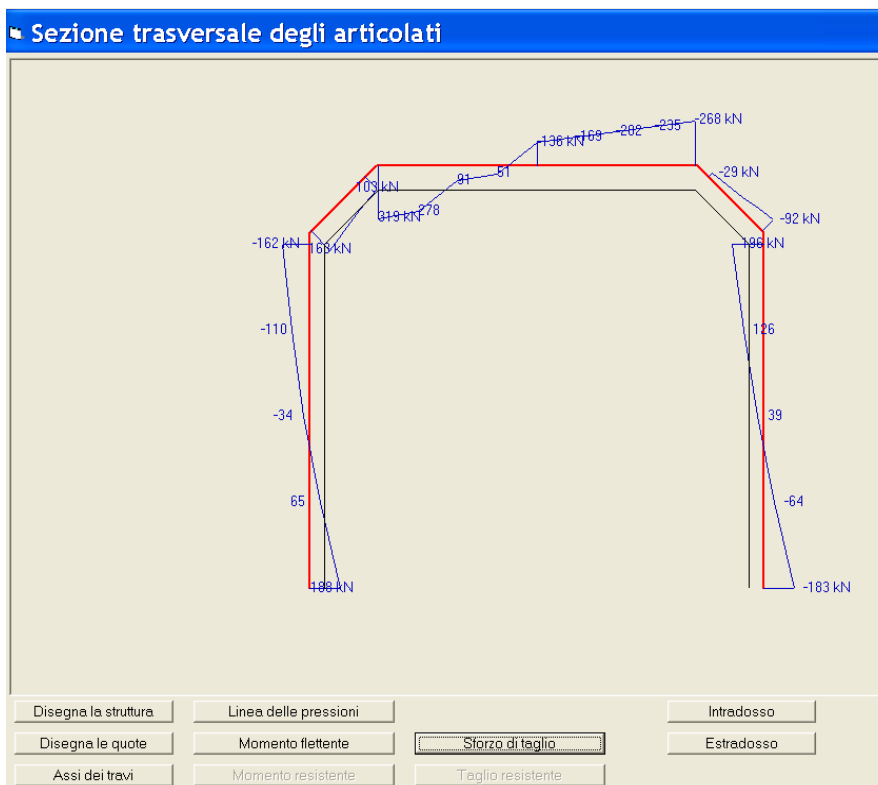 Sezione trasversale degli articolati
-268 kN
-235
-202
-169
-136 kN
51
-29 kN
91
103 kN
278
319 kN
-92 kN
-162 kN
163 kN
196 kN
-110
126
-34
39
65
-64
188 kN
-183 kN
Disegna la struttura
Linea delle pressioni
Intradosso
Disegna le quote
Momento flettente
Sforzo di taglio
Estradosso
Assi dei travi
Momento resistente
Taglio resistente